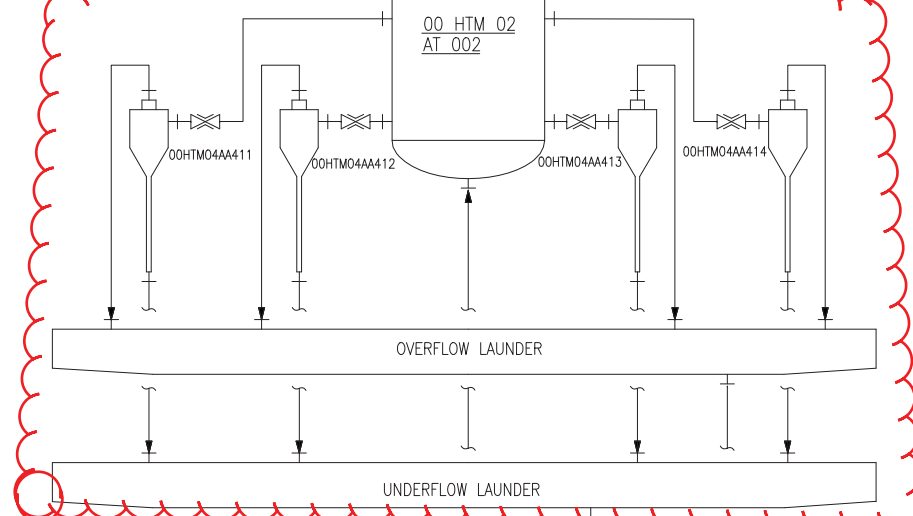 00 HTM 02
AT 002
00HTM04AA411
00HTM04AA412
00HTM04AA413
00HTM04AA414
OVERFLOW LAUNDER
UNDERFLOW LAUNDER